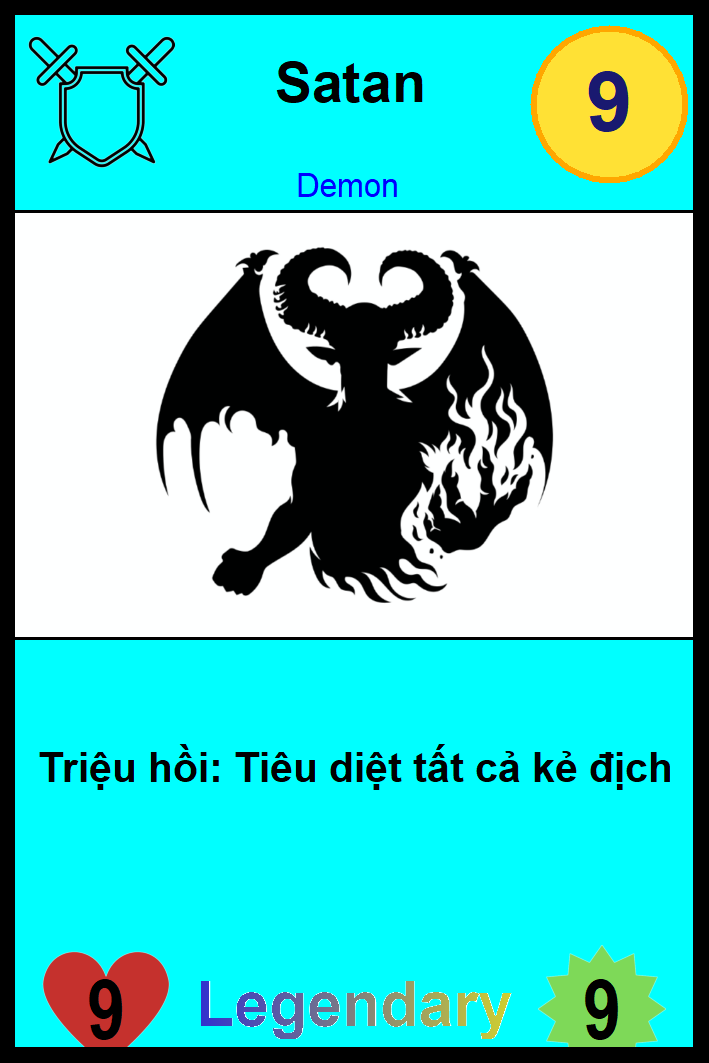 Satan
9
Demon
Triệu hồi: Tiêu diệt tất cả kẻ địch
9
Legendary
9